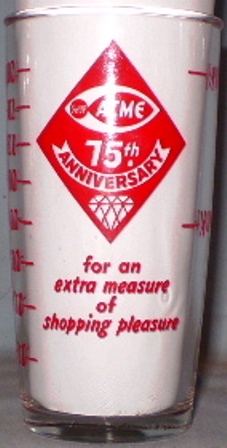 ACME
75th
ANNIVERSARY
for an
extra measure
of
shopping pleasure